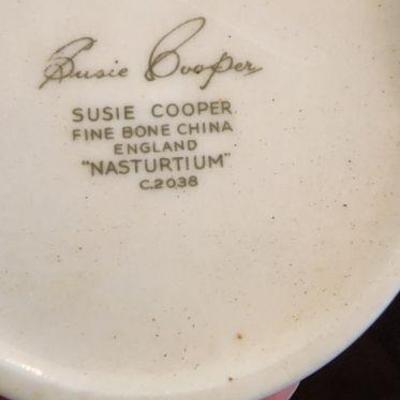 Susie Cooper
SUSIE COOPER
FINE BONE CHINA
ENGLAND
"NASTURTIUM"
C.2038